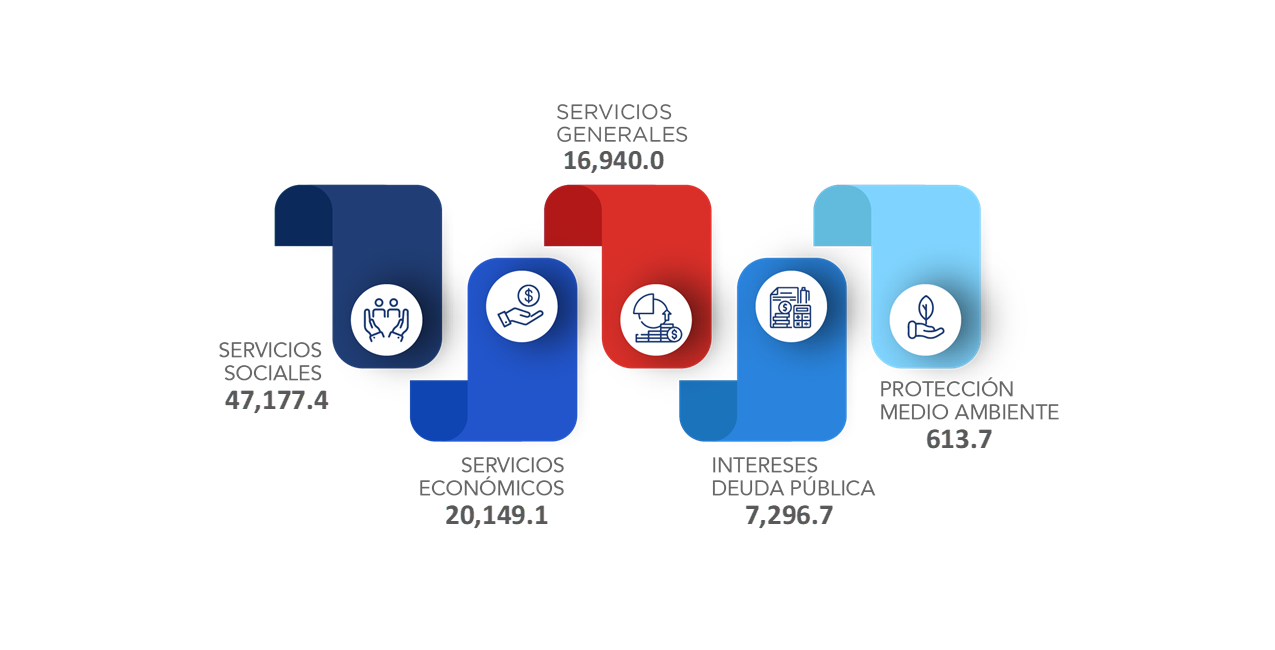 SERVICIOS
SOCIALES
47,177.4
SERVICIOS
ECONÓMICOS
20,149.1
SERVICIOS
GENERALES
16,940.0
INTERESES
DEUDA PÚBLICA
7,296.7
PROTECCIÓN
MEDIO AMBIENTE
613.7